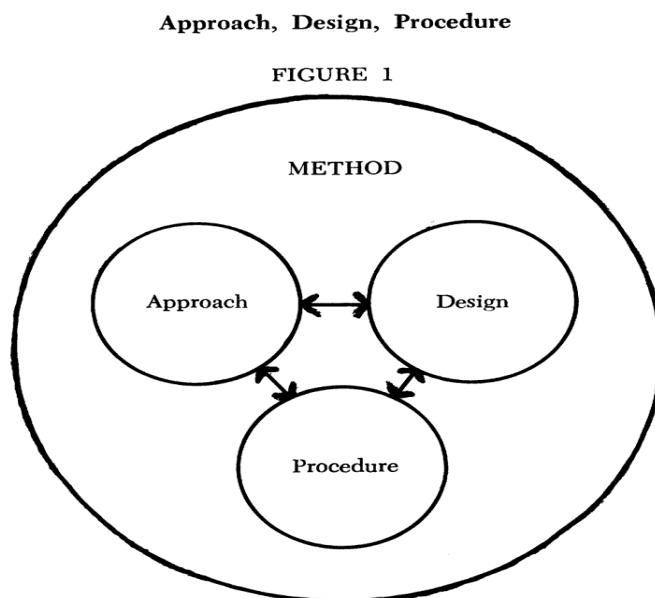 Approach, Design, Procedure
FIGURE 1
METHOD
Approach
Design
Procedure